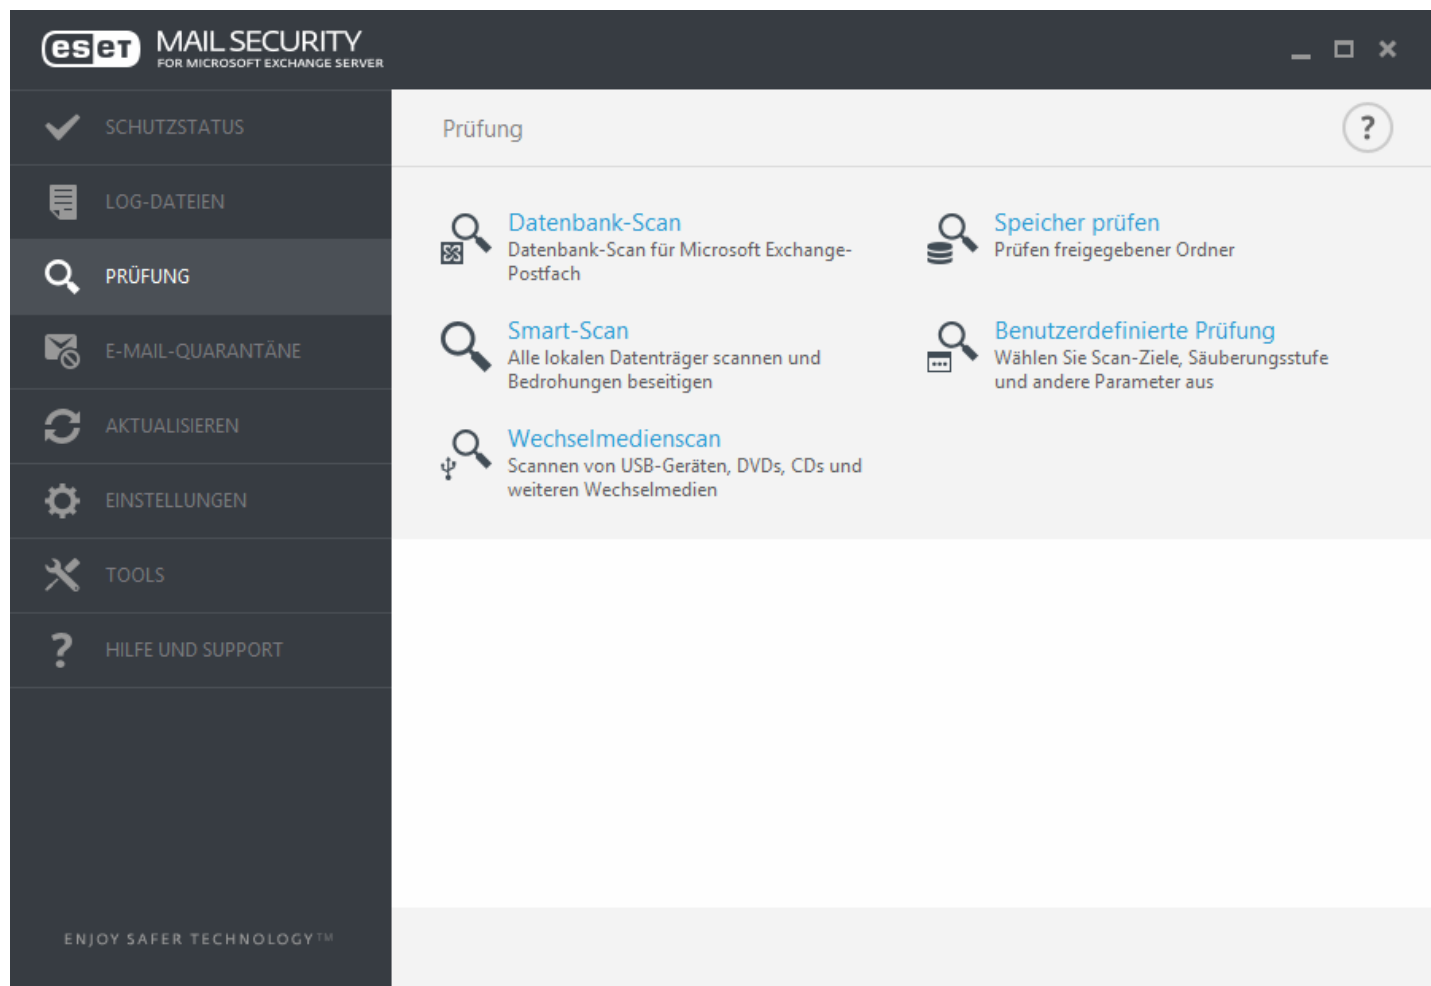 eset MAIL SECURITY
FOR MICROSOFT EXCHANGE SERVER
SCHUTZSTATUS
LOG-DATEIEN
PRÜFUNG
E-MAIL-QUARANTÄNE
AKTUALISIEREN
EINSTELLUNGEN
TOOLS
HILFE UND SUPPORT
ENJOY SAFER TECHNOLOGY™
Prüfung
?
Datenbank-Scan
Datenbank-Scan für Microsoft Exchange-
Postfach
Speicher prüfen
Prüfen freigegebener Ordner
Smart-Scan
Alle lokalen Datenträger scannen und
Bedrohungen beseitigen
Benutzerdefinierte Prüfung
Wählen Sie Scan-Ziele, Säuberungsstufe
und andere Parameter aus
Wechselmedienscan
Scannen von USB-Geräten, DVDs, CDs und
weiteren Wechselmedien